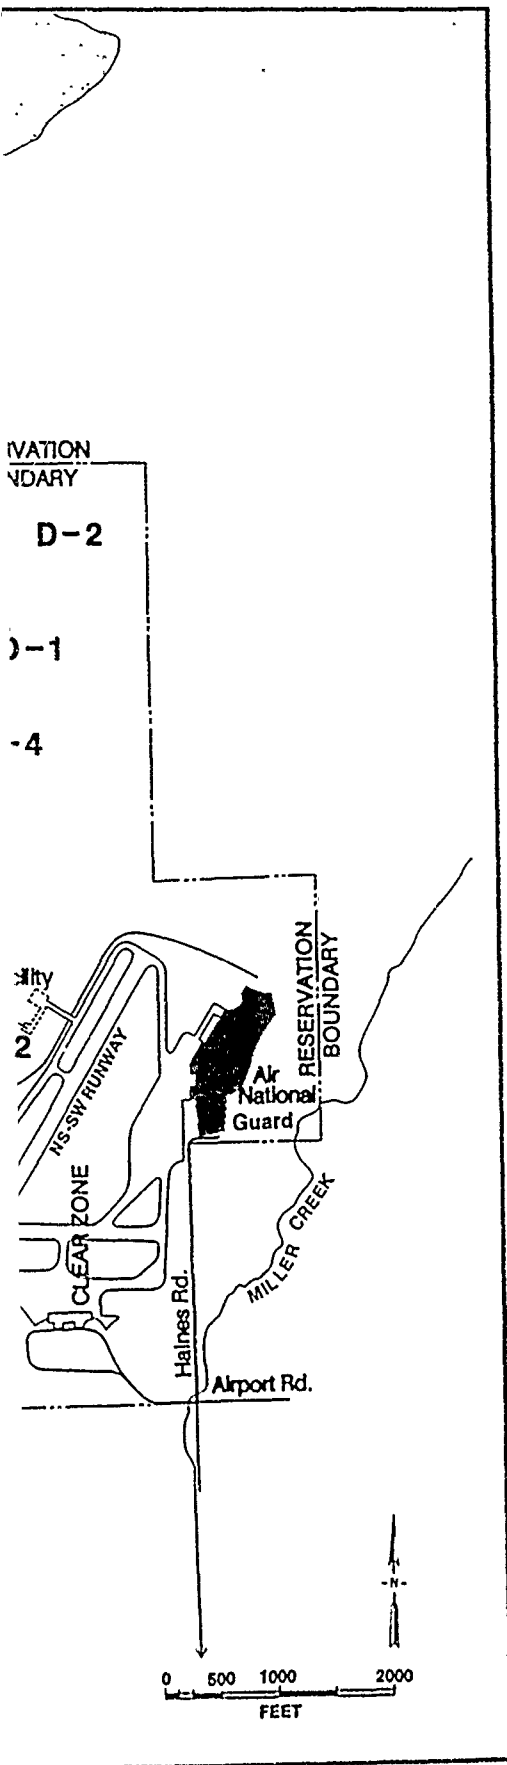 IVATION
NDARY
D-2
-1
-4
ility
2
NS-SW RUNWAY
RESERVATION
BOUNDARY
Air
National
Guard
CLEAR ZONE
MILLER CREEK
Haines Rd.
Airport Rd.
-N-
0 500 1000 2000
FEET